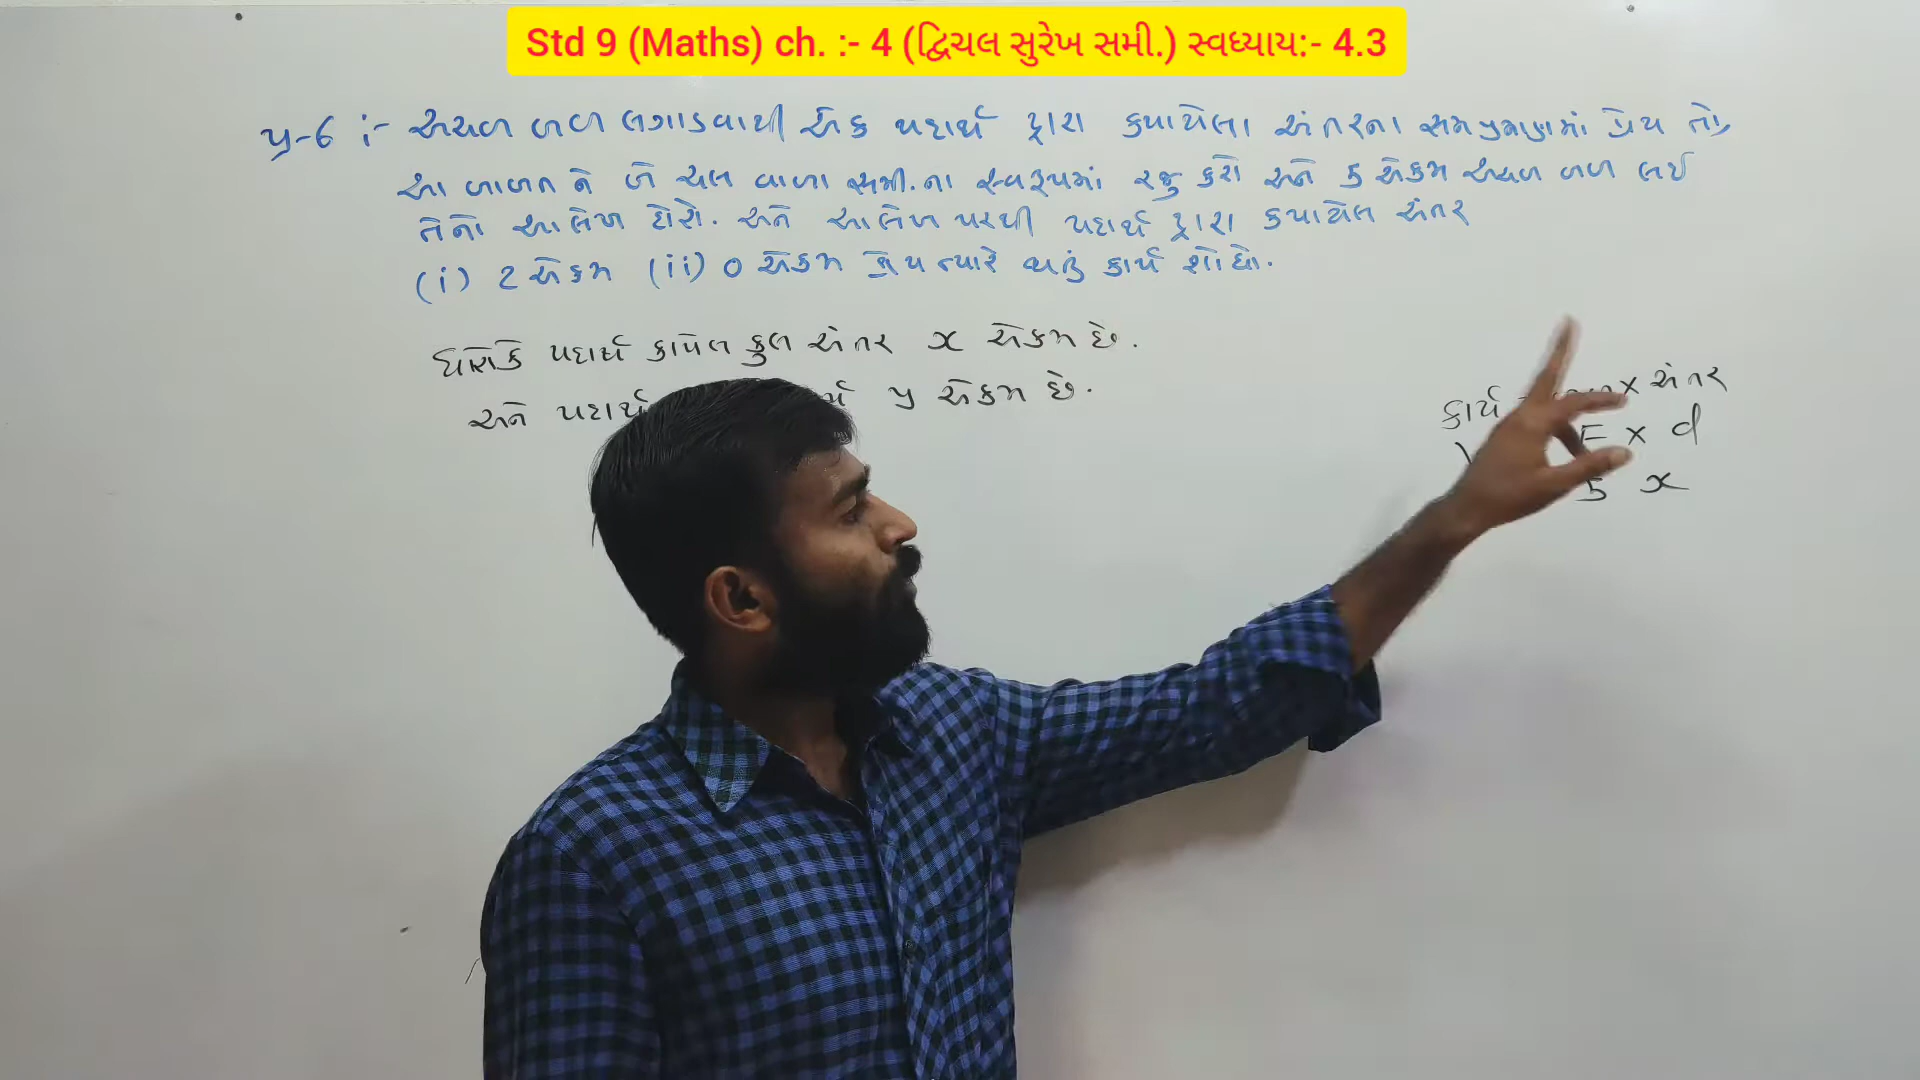 Std 9 (Maths) ch. :- 4 (દ્વિચલ સુરેખ સમી.) સ્વધ્યાય:- 4.3
પ્ર-6 :- અચળ બળ લગાડવાથી એક પદાર્થ દ્વારા કપાયેલા અંતરના સમપ્રમાણમાં હોય તો,
આ બાબત ને બે ચલ વાળા સમી.ના સ્વરૂપમાં રજુ કરો અને 5 એકમ અચળ બળ લઈ
તેનો આલેખ દોરો. અને આલેખ પરથી પદાર્થ દ્વારા કપાયેલ અંતર
(i) 2 એકમ (ii) 0 એકમ હોય ત્યારે થતું કાર્ય શોધો.
ધારોકે પદાર્થે કાપેલ કુલ અંતર x એકમ છે.
અને પદાર્થે y એકમ છે.
કાર્ય x અંતર
F x d
5 x